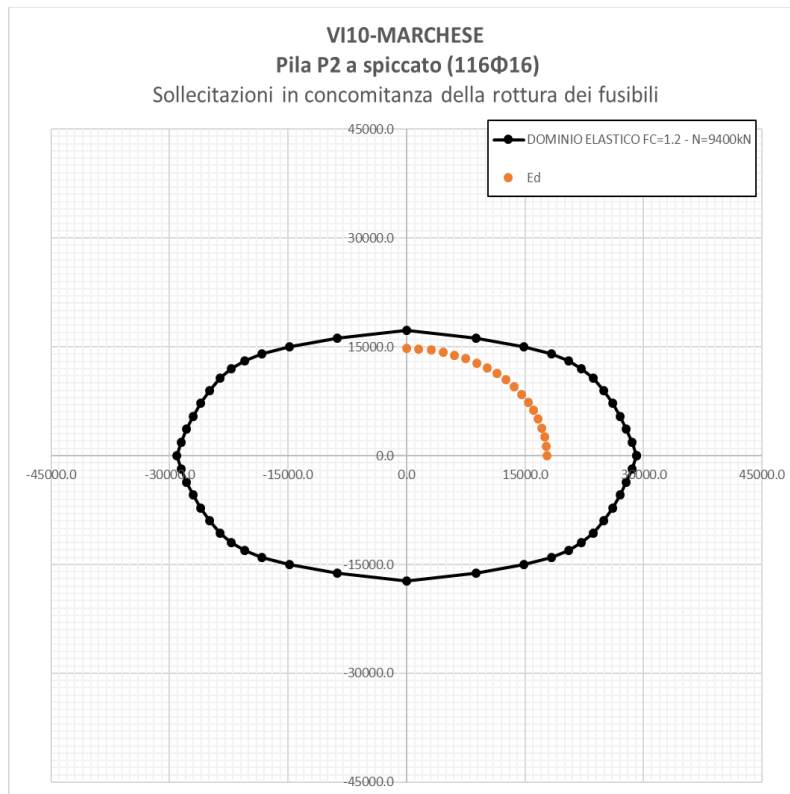 VI10-MARCHESE
Pila P2 a spiccato (116Φ16)
Sollecitazioni in concomitanza della rottura dei fusibili
45000.0
DOMINIO ELASTICO FC=1.2 - N=9400kN
Ed
30000.0
15000.0
0.0
-45000.0 -30000.0 -15000.0 0.0 15000.0 30000.0 45000.0
-15000.0
-30000.0
-45000.0